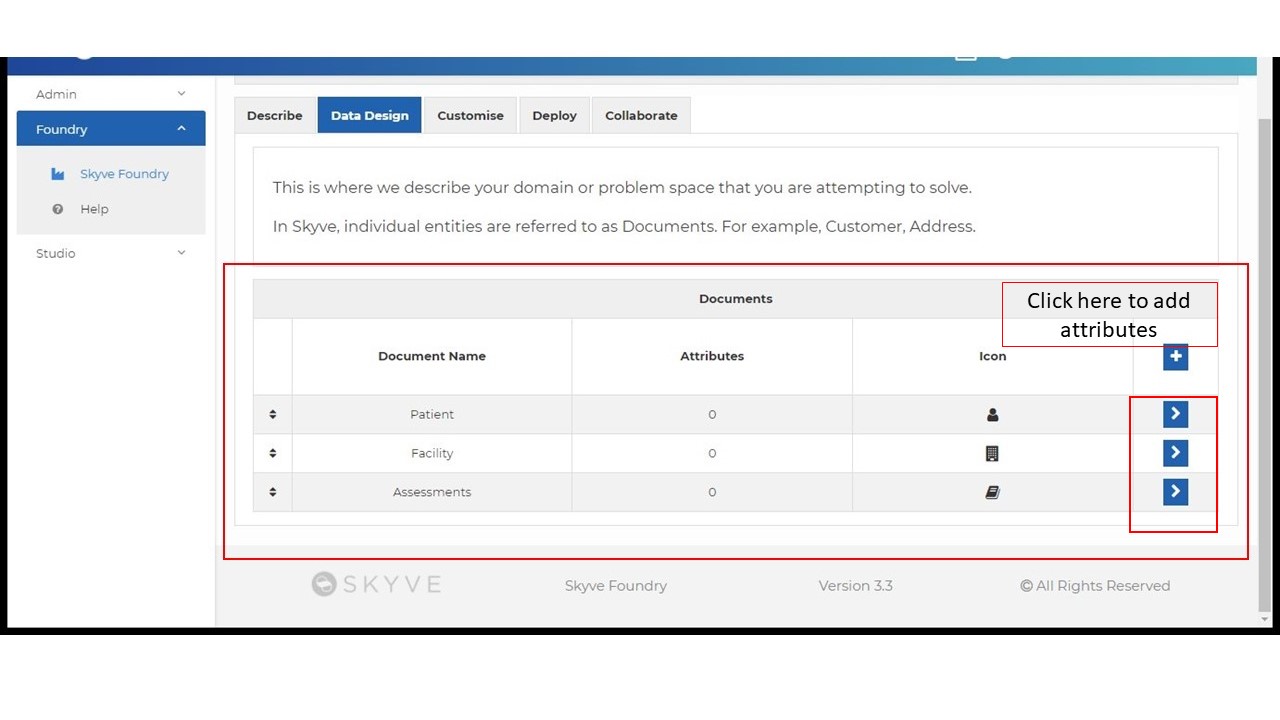 Admin
Foundry
Skyve Foundry
Help
Studio
Describe
Data Design
Customise
Deploy
Collaborate
This is where we describe your domain or problem space that you are attempting to solve.
In Skyve, individual entities are referred to as Documents. For example, Customer, Address.
Documents
Click here to add
attributes
Document Name
Attributes
Icon
Patient
0
Facility
0
Assessments
0
SKYVE
Skyve Foundry
Version 3.3
© All Rights Reserved